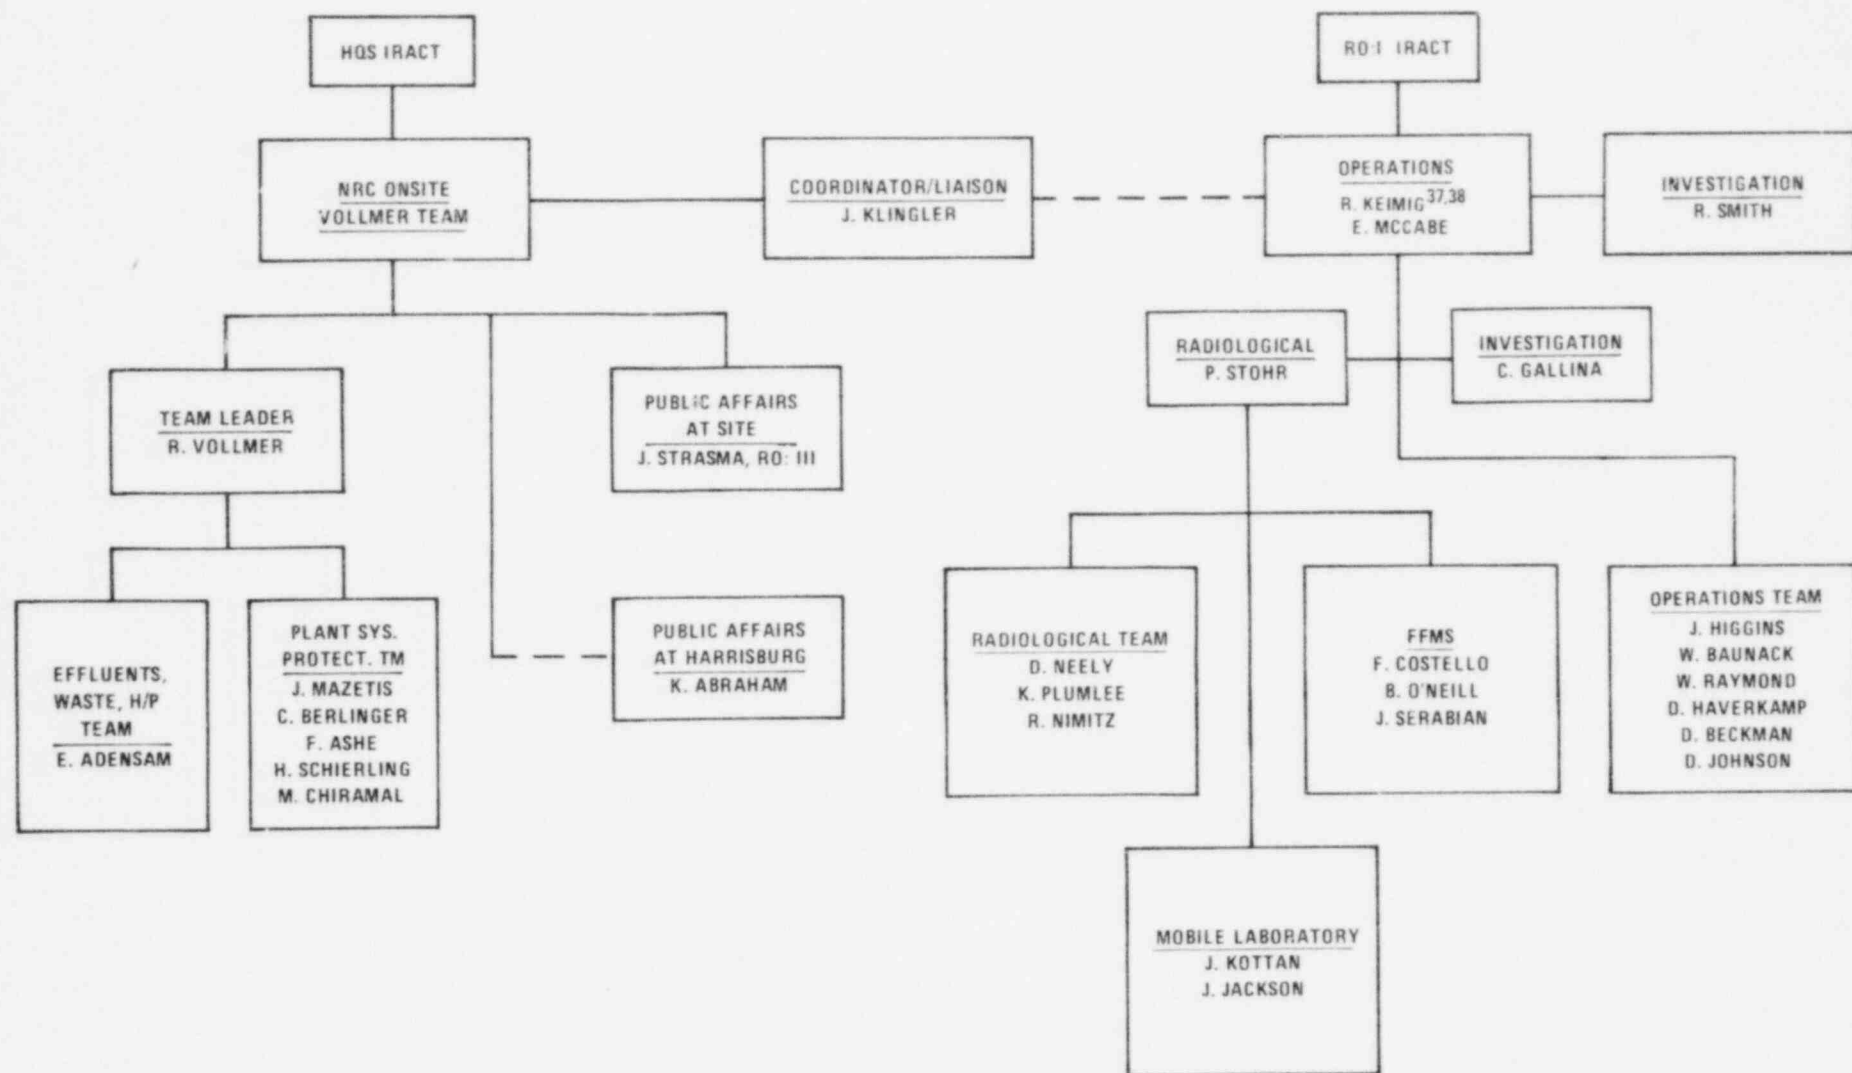 HQS IRACT
RO:I IRACT
NRC ONSITE
VOLLMER TEAM
COORDINATOR/LIAISON
J. KLINGLER
OPERATIONS
R. KEIMIG37,38
E. MCCABE
INVESTIGATION
R. SMITH
RADIOLOGICAL
P. STOHR
INVESTIGATION
C. GALLINA
TEAM LEADER
R. VOLLMER
PUBLIC AFFAIRS
AT SITE
J. STRASMA, RO: III
EFFLUENTS,
WASTE, H/P
TEAM
E. ADENSAM
PLANT SYS.
PROTECT. TM
J. MAZETIS
C. BERLINGER
F. ASHE
H. SCHIERLING
M. CHIRAMAL
PUBLIC AFFAIRS
AT HARRISBURG
K. ABRAHAM
RADIOLOGICAL TEAM
D. NEELY
K. PLUMLEE
R. NIMITZ
FFMS
F. COSTELLO
B. O'NEILL
J. SERABIAN
OPERATIONS TEAM
J. HIGGINS
W. BAUNACK
W. RAYMOND
D. HAVERKAMP
D. BECKMAN
D. JOHNSON
MOBILE LABORATORY
J. KOTTAN
J. JACKSON